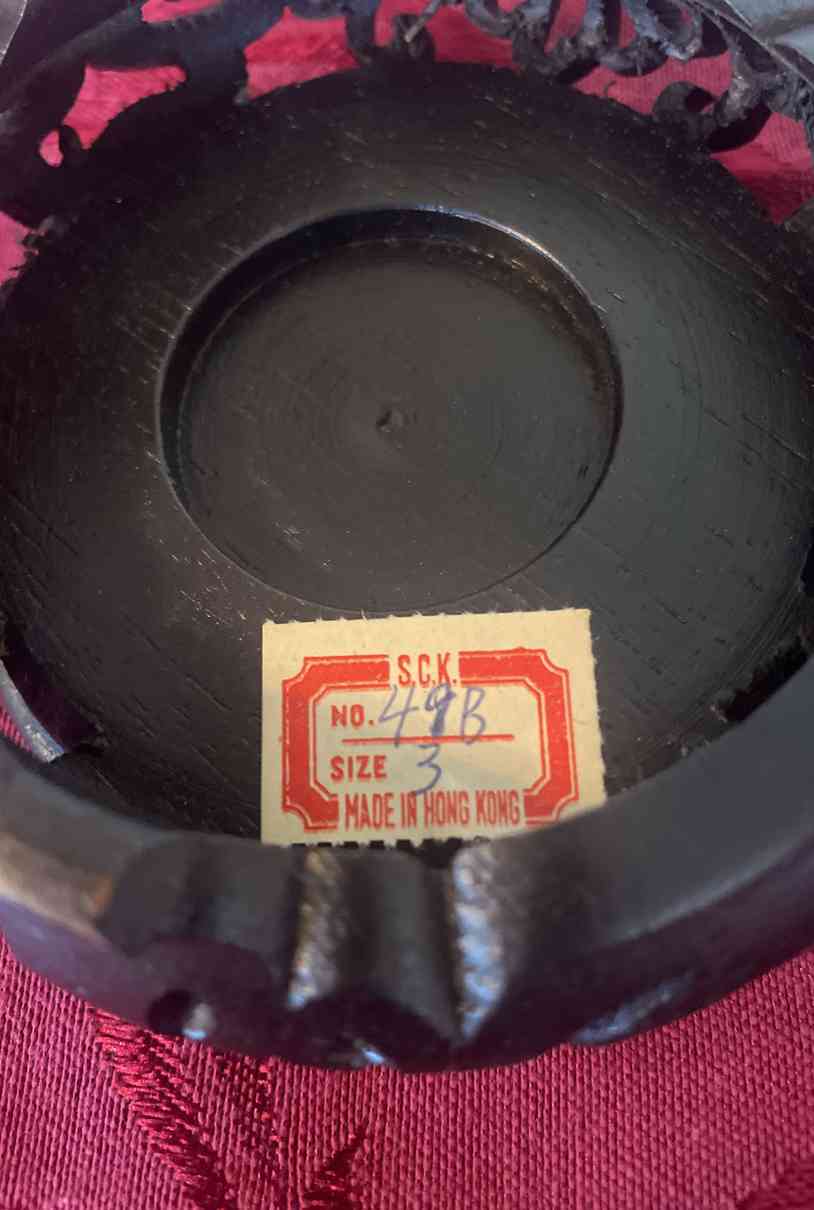 S.C.K.
NO. 49B
SIZE 3
MADE IN HONG KONG